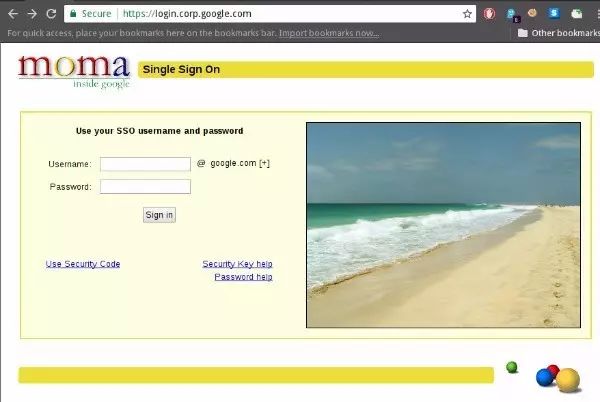 Secure https://login.corp.google.com
For quick access, place your bookmarks here on the bookmarks bar. Import bookmarks now...
Other bookmarks
moma
inside google
Single Sign On
Use your SSO username and password
Username: @ google.com [+]
Password:
Sign in
Use Security Code Security Key help
Password help